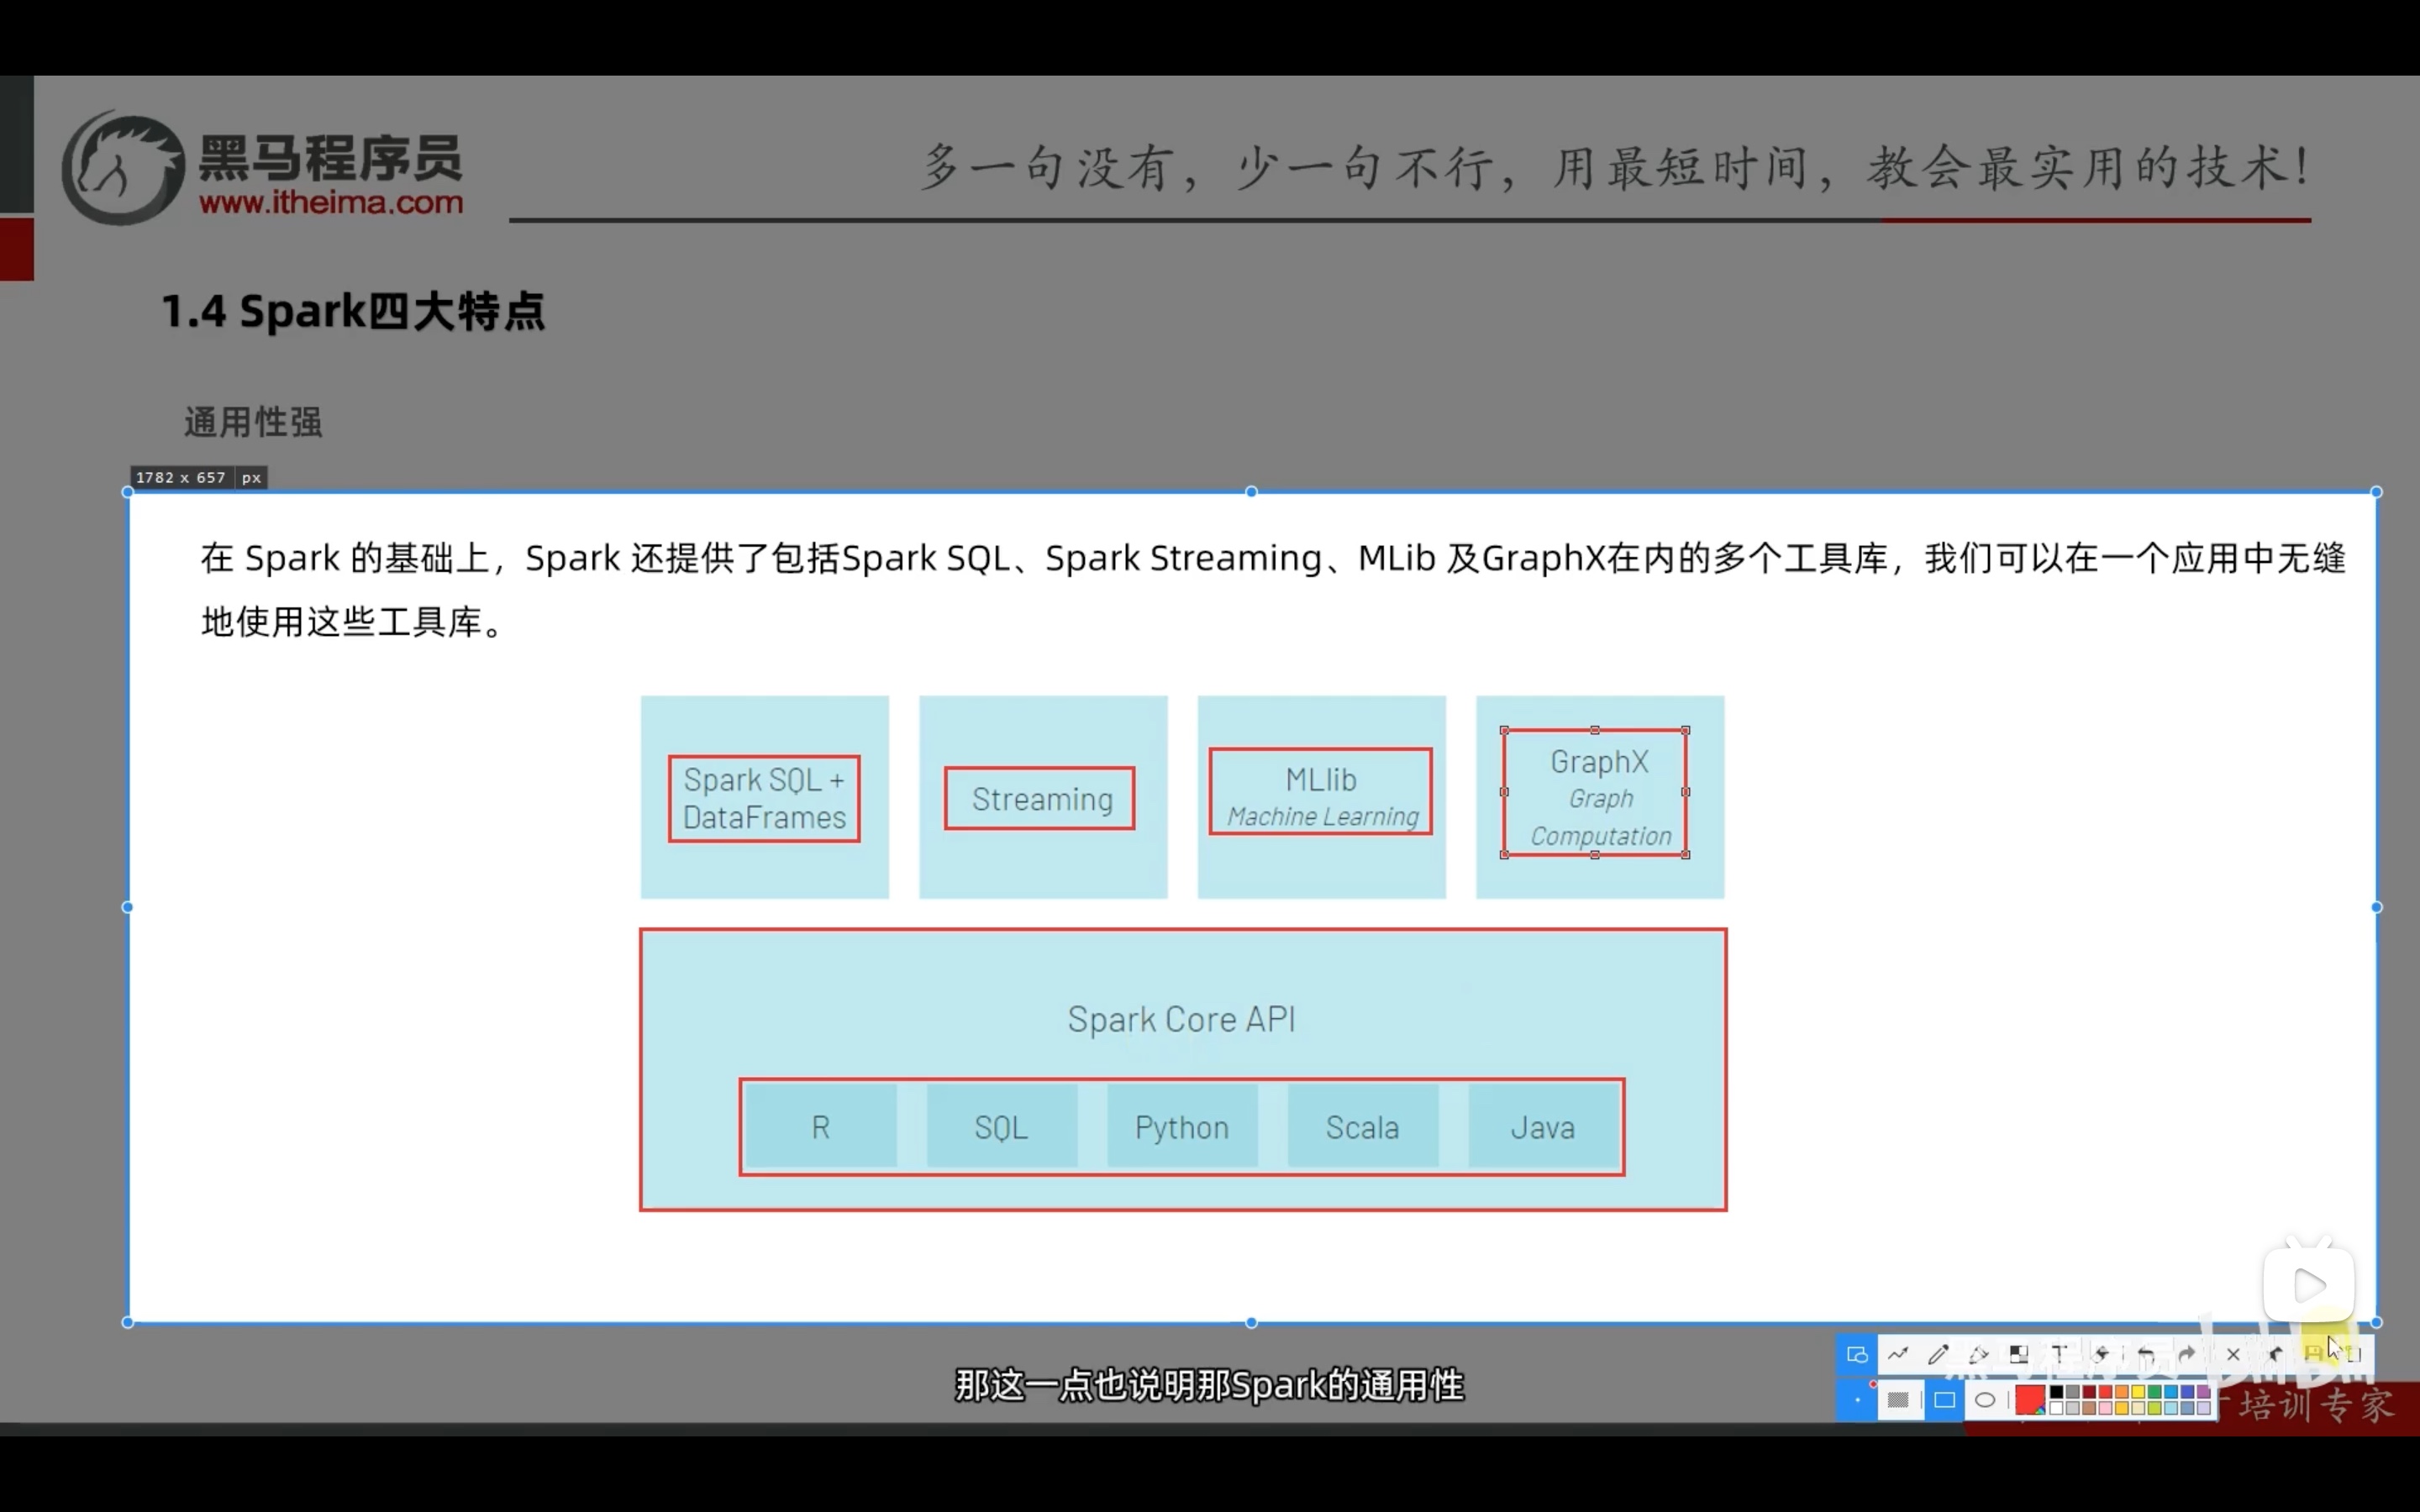 黑马程序员
www.itheima.com
多一句没有，少一句不行，用最短时间，教会最实用的技术！
1.4 Spark四大特点
通用性强
1782 x 657 px
在 Spark 的基础上，Spark 还提供了包括Spark SQL、Spark Streaming、MLib 及GraphX在内的多个工具库，我们可以在一个应用中无缝
地使用这些工具库。
Spark SQL +
DataFrames
Streaming
MLlib
Machine Learning
GraphX
Graph
Computation
Spark Core API
R
SQL
Python
Scala
Java
那这一点也说明那Spark的通用性
bilibili
培训专家